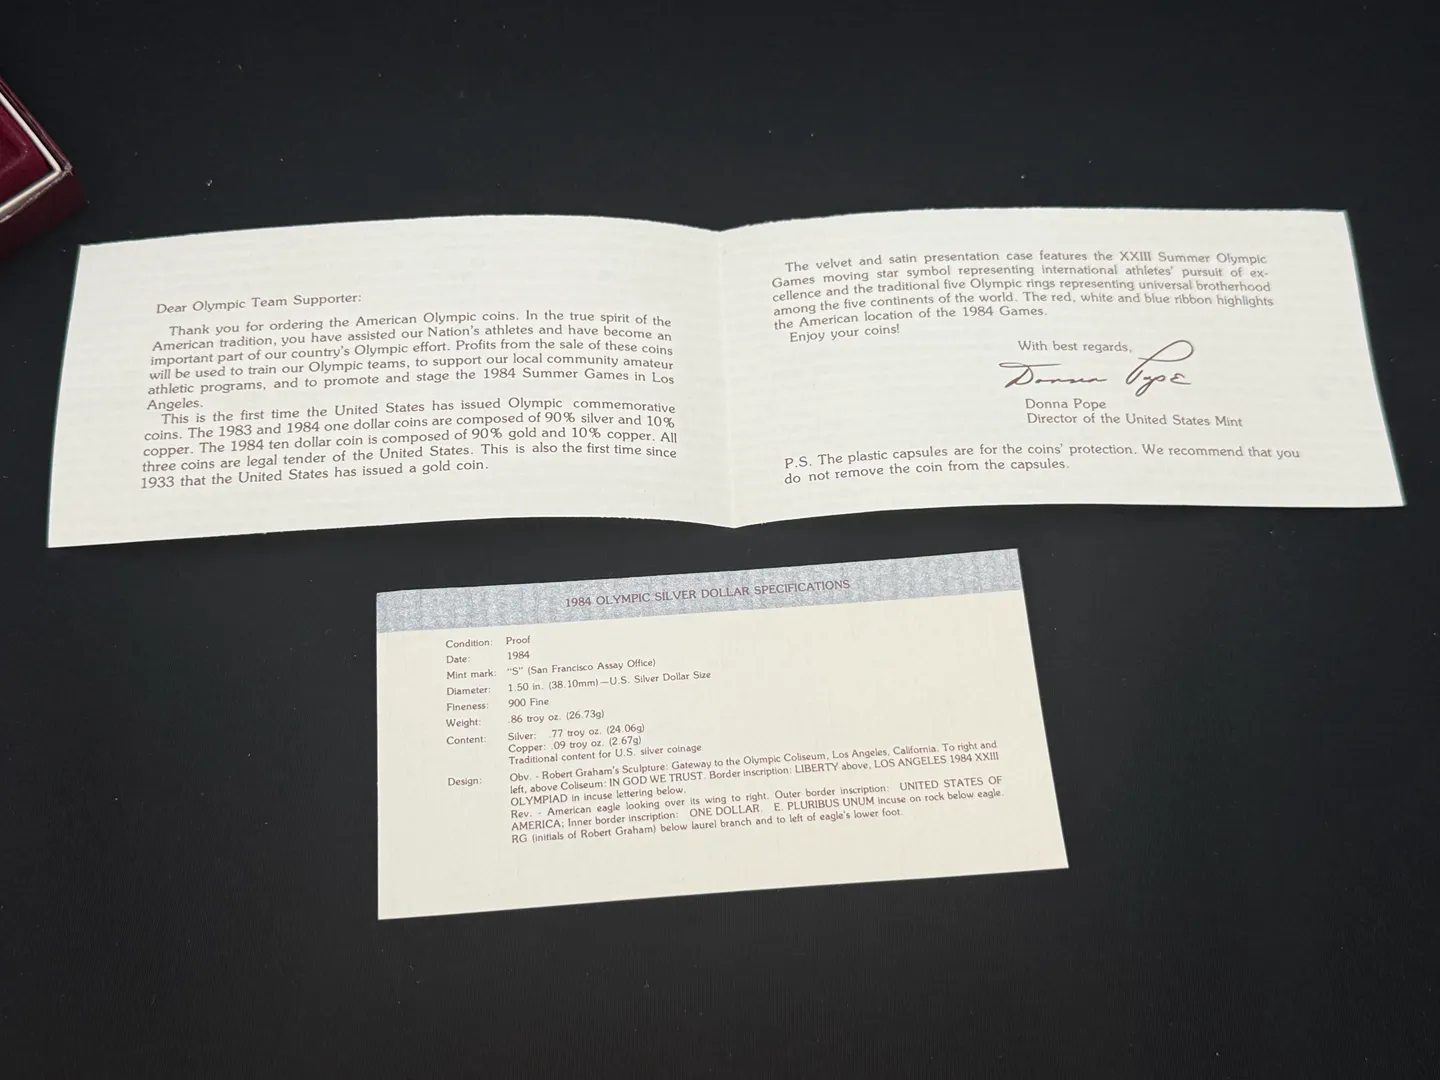 Dear Olympic Team Supporter:
Thank you for ordering the American Olympic coins. In the true spirit of the
American tradition, you have assisted our Nation's athletes and have become an
important part of our country's Olympic effort. Profits from the sale of these coins
will be used to train our Olympic teams, to support our local community amateur
athletic programs, and to promote and stage the 1984 Summer Games in Los
Angeles.
This is the first time the United States has issued Olympic commemorative
coins. The 1983 and 1984 one dollar coins are composed of 90% silver and 10%
copper. The 1984 ten dollar coin is composed of 90% gold and 10% copper. All
three coins are legal tender of the United States. This is also the first time since
1933 that the United States has issued a gold coin.
The velvet and satin presentation case features the XXIII Summer Olympic
Games moving star symbol representing international athletes' pursuit of ex-
cellence and the traditional five Olympic rings representing universal brotherhood
among the five continents of the world. The red, white and blue ribbon highlights
the American location of the 1984 Games.
Enjoy your coins!
With best regards,
Donna Pope
Donna Pope
Director of the United States Mint
P.S. The plastic capsules are for the coins' protection. We recommend that you
do not remove the coin from the capsules.
1984 OLYMPIC SILVER DOLLAR SPECIFICATIONS
Condition: Proof
Date: 1984
Mint mark: "S" (San Francisco Assay Office)
Diameter: 1.50 in. (38.10mm)—U.S. Silver Dollar Size
Fineness: 900 Fine
Weight: .86 troy oz. (26.73g)
Content: Silver: .77 troy oz. (24.06g)
Copper: .09 troy oz. (2.67g)
Traditional content for U.S. silver coinage
Design: Obv. - Robert Graham's Sculpture: Gateway to the Olympic Coliseum, Los Angeles, California. To right and
left, above Coliseum: IN GOD WE TRUST. Border inscription: LIBERTY above, LOS ANGELES 1984 XXIII
OLYMPIAD in incuse lettering below.
Rev. - American eagle looking over its wing to right. Outer border inscription: UNITED STATES OF
AMERICA; Inner border inscription: ONE DOLLAR E. PLURIBUS UNUM incuse on rock below eagle.
RG (initials of Robert Graham) below laurel branch and to left of eagle's lower foot.